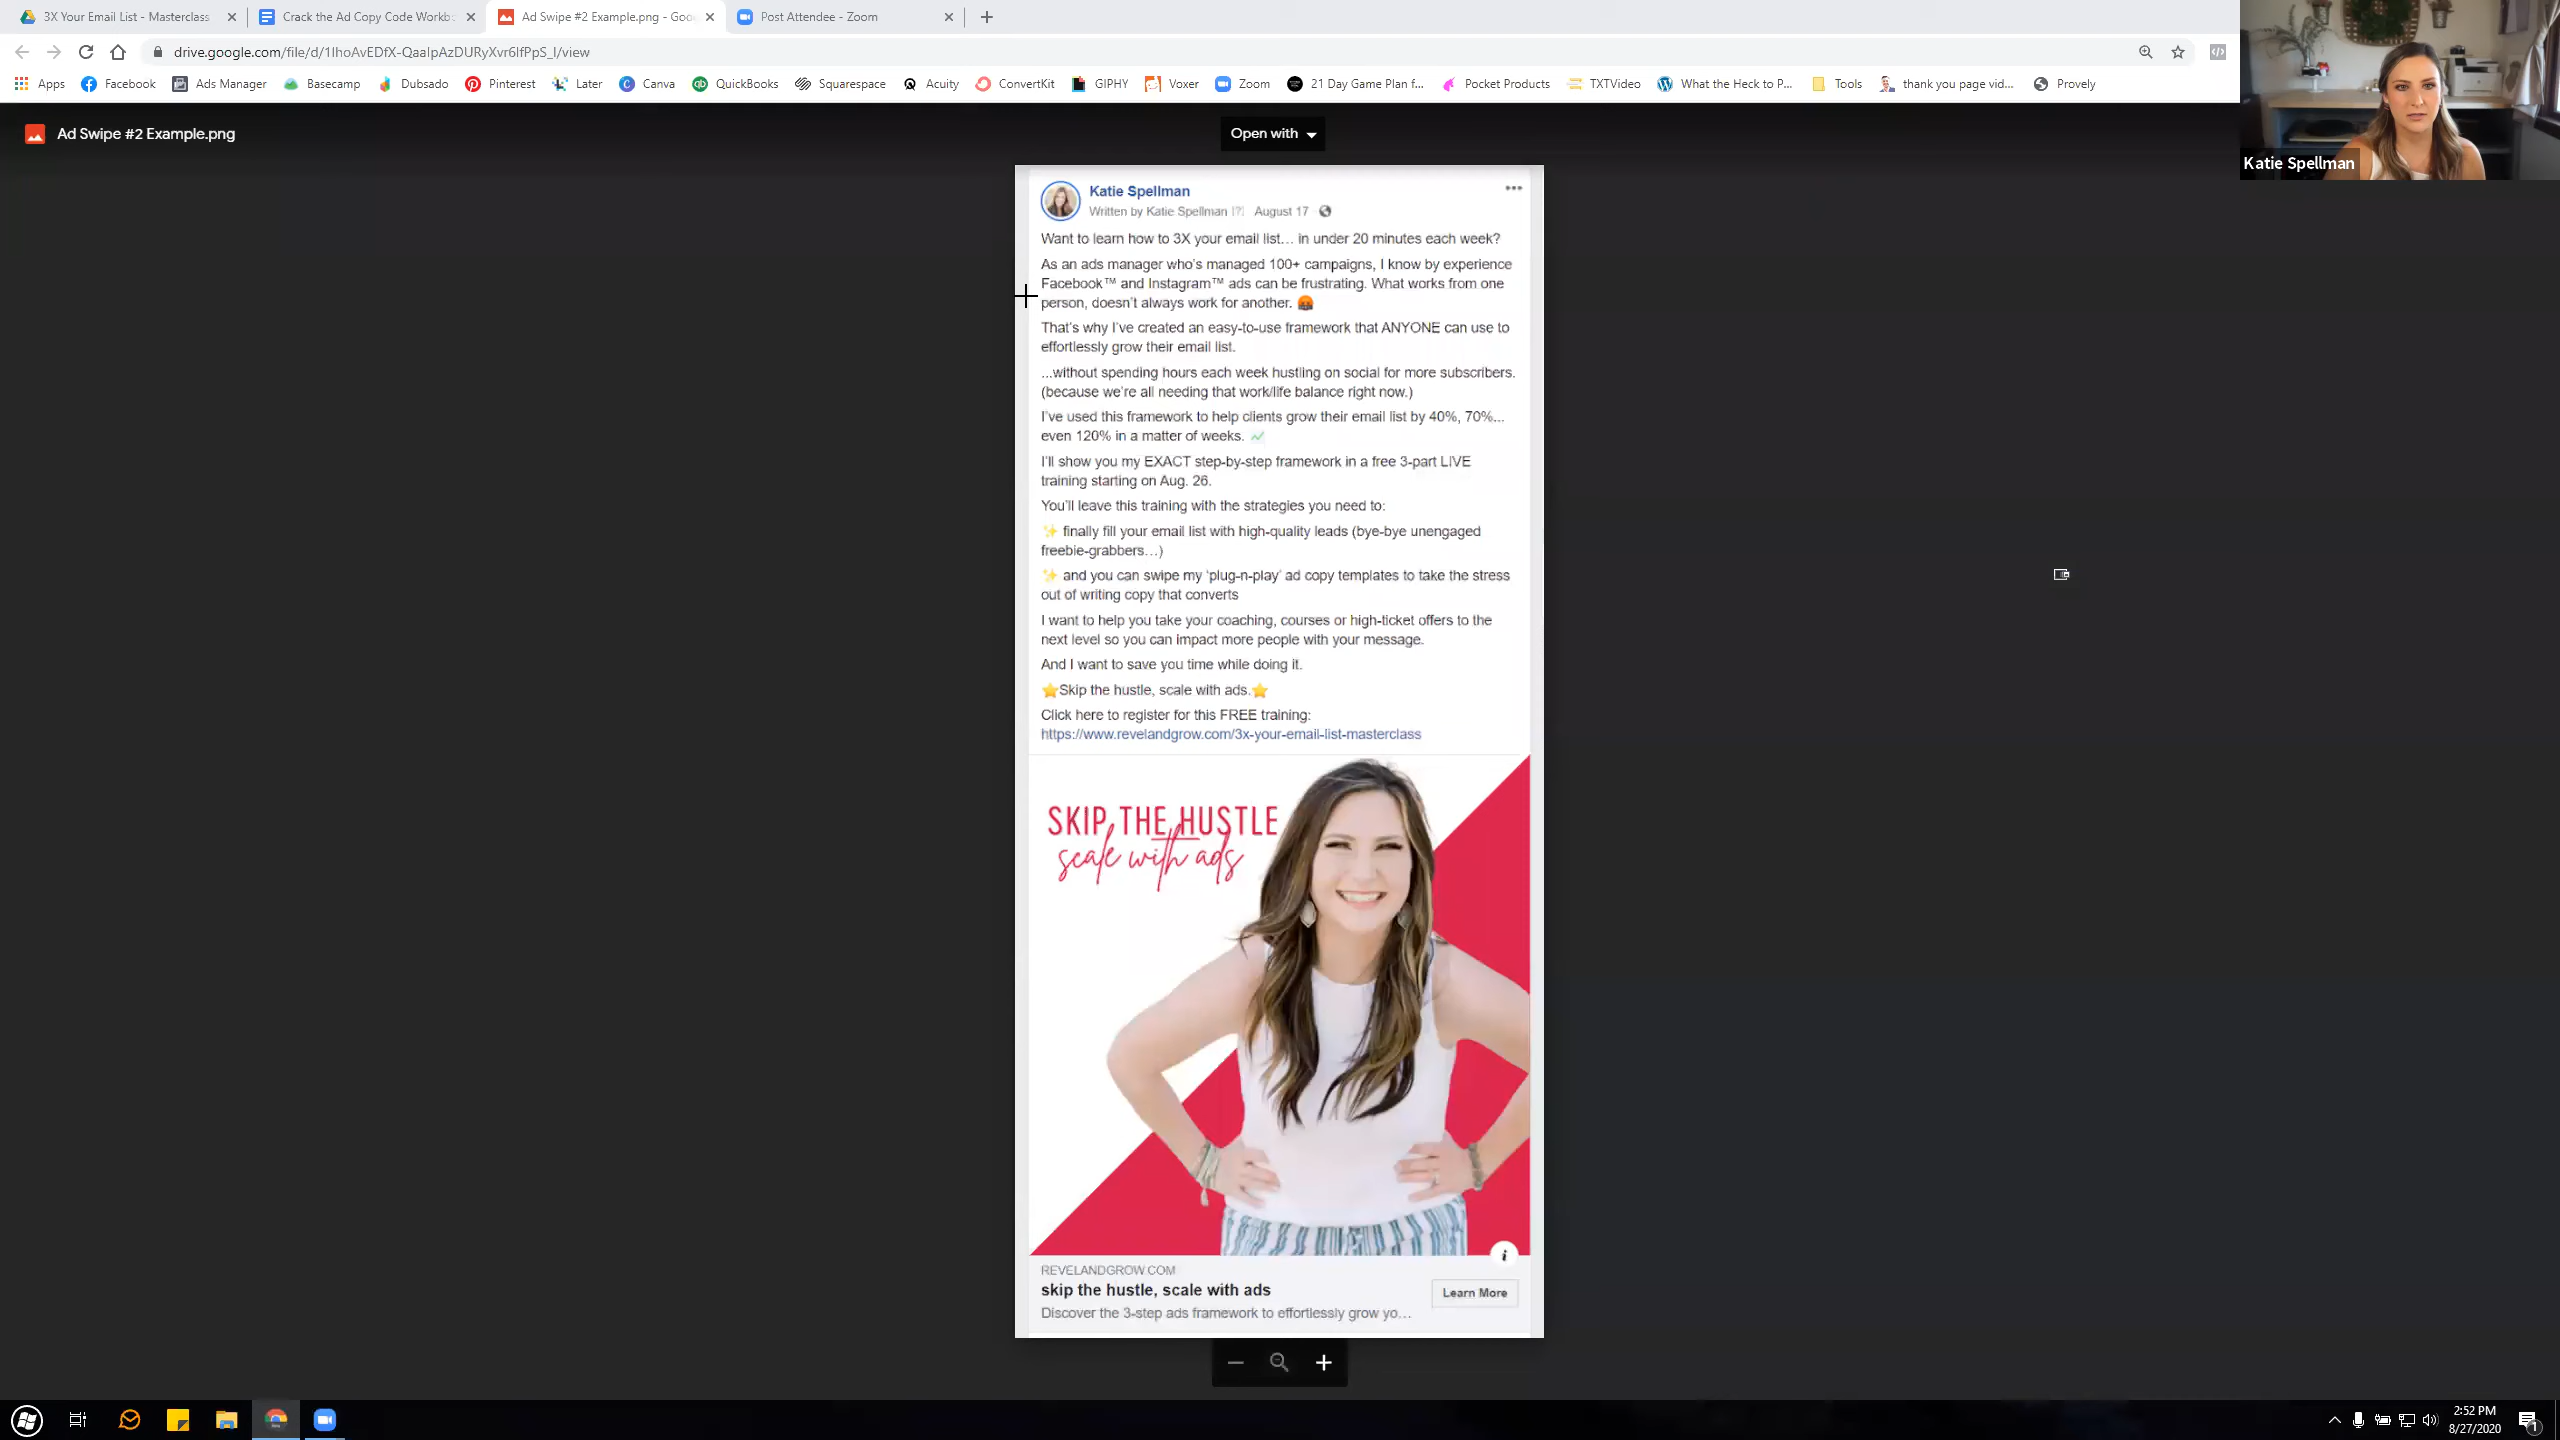 3X Your Email List - Masterclass
Crack the Ad Copy Code Workb
Ad Swipe #2 Example.png - Goo
Post Attendee - Zoom
Apps
Facebook
Ads Manager
Basecamp
Dubsado
Pinterest
Later
Canva
QuickBooks
Squarespace
Acuity
ConvertKit
GIPHY
Voxer
Zoom
21 Day Game Plan f...
Pocket Products
TXTVideo
What the Heck to P...
Tools
thank you page vid...
Provely
Ad Swipe #2 Example.png
Open with
Katie Spellman
Katie Spellman
Written by Katie Spellman [?] August 17
Want to learn how to 3X your email list... in under 20 minutes each week?
As an ads manager who's managed 100+ campaigns, I know by experience
Facebook™ and Instagram™ ads can be frustrating. What works from one
person, doesn't always work for another.
That's why I've created an easy-to-use framework that ANYONE can use to
effortlessly grow their email list.
...without spending hours each week hustling on social for more subscribers.
(because we're all needing that work/life balance right now.)
I've used this framework to help clients grow their email list by 40%, 70%...
even 120% in a matter of weeks.
I'll show you my EXACT step-by-step framework in a free 3-part LIVE
training starting on Aug. 26.
You'll leave this training with the strategies you need to:
✨ finally fill your email list with high-quality leads (bye-bye unengaged
freebie-grabbers...)
✨ and you can swipe my 'plug-n-play' ad copy templates to take the stress
out of writing copy that converts
I want to help you take your coaching, courses or high-ticket offers to the
next level so you can impact more people with your message.
And I want to save you time while doing it.
⭐Skip the hustle, scale with ads.⭐
Click here to register for this FREE training:
https://www.revelandgrow.com/3x-your-email-list-masterclass
SKIP THE HUSTLE
scale with ads
REVELANDGROW.COM
skip the hustle, scale with ads
Learn More
Discover the 3-step ads framework to effortlessly grow yo...
2:52 PM
8/27/2020